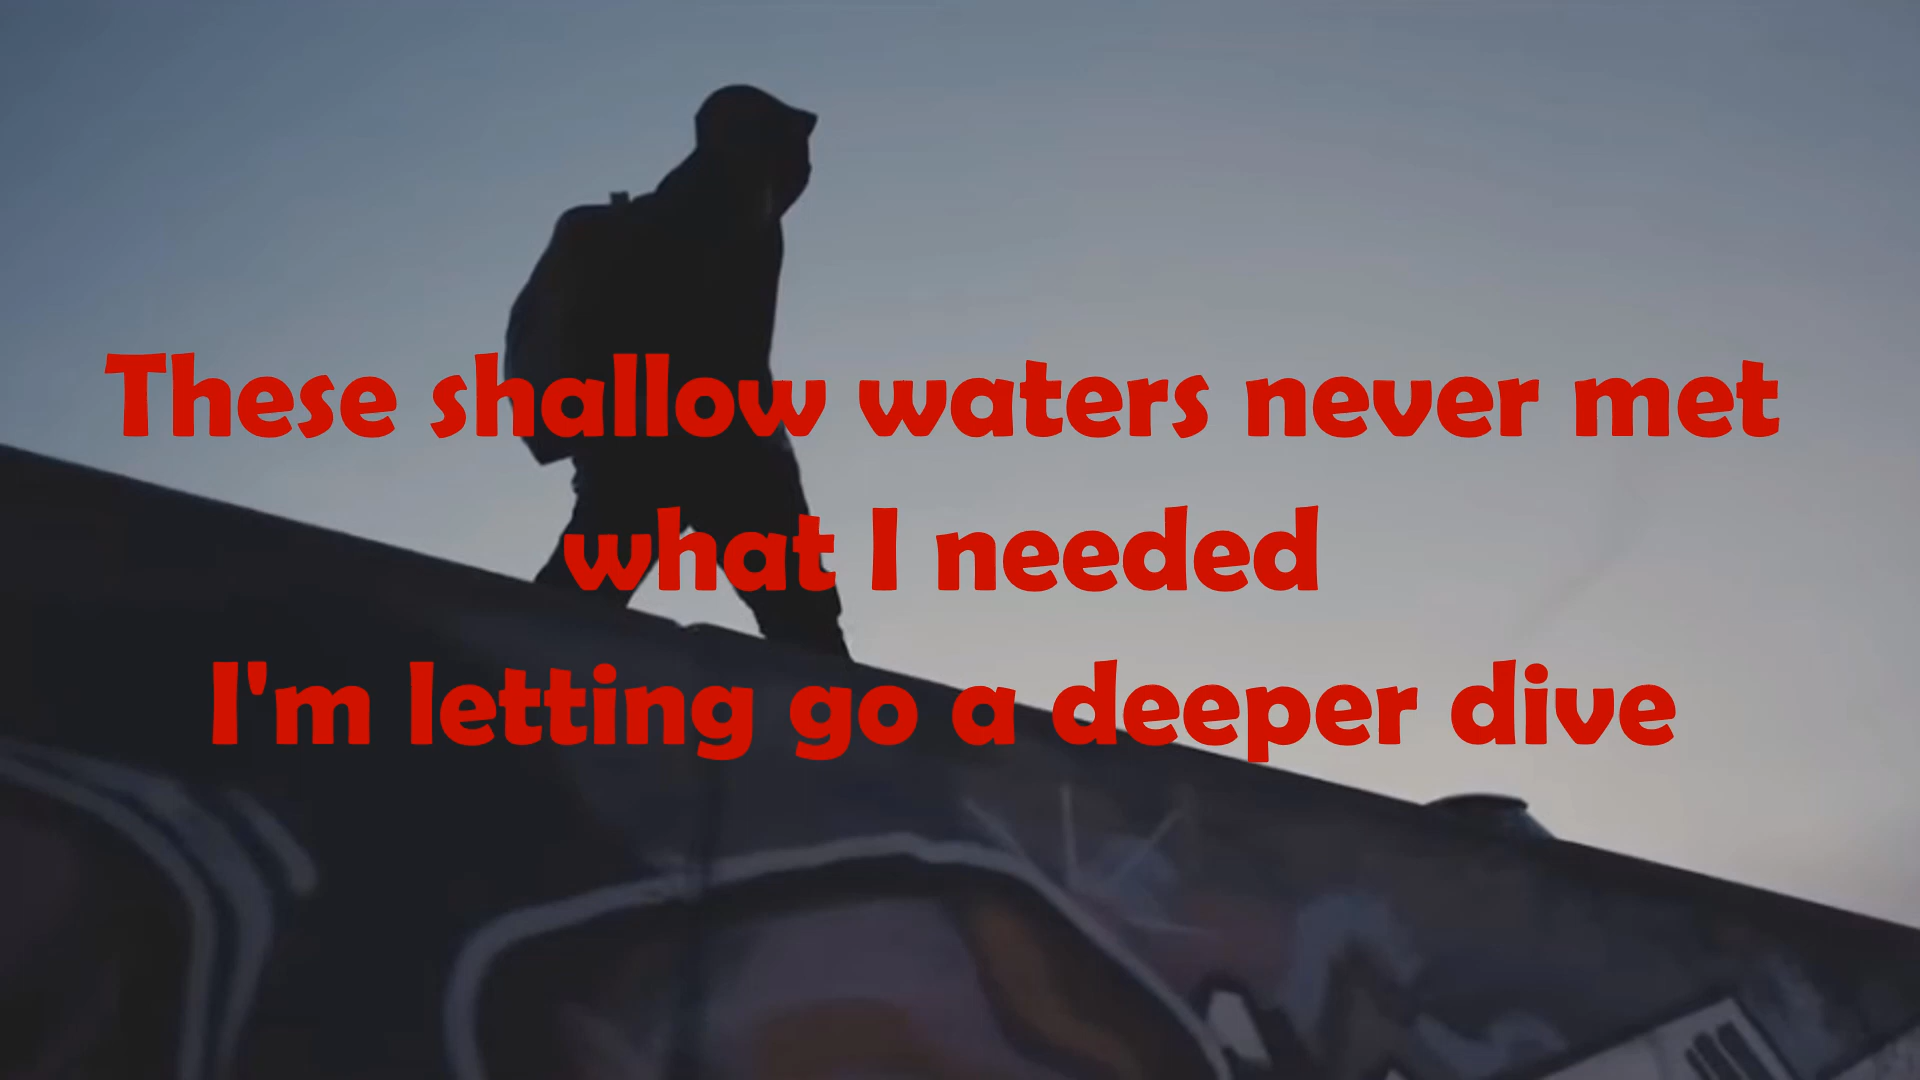 These shallow waters never met
what I needed
I'm letting go a deeper dive